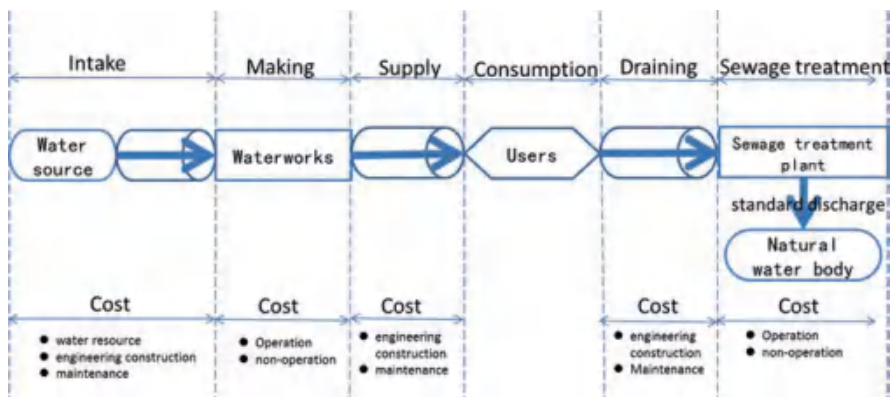 Intake
Making
Supply
Consumption
Draining
Sewage treatment
Water
source
Waterworks
Users
Sewage treatment
plant
standard discharge
Natural
water body
Cost
Cost
Cost
Cost
Cost
● water resource
● engineering construction
● maintenance
● Operation
● non-operation
● engineering
construction
● maintenance
● engineering
construction
● Maintenance
● Operation
● non-operation